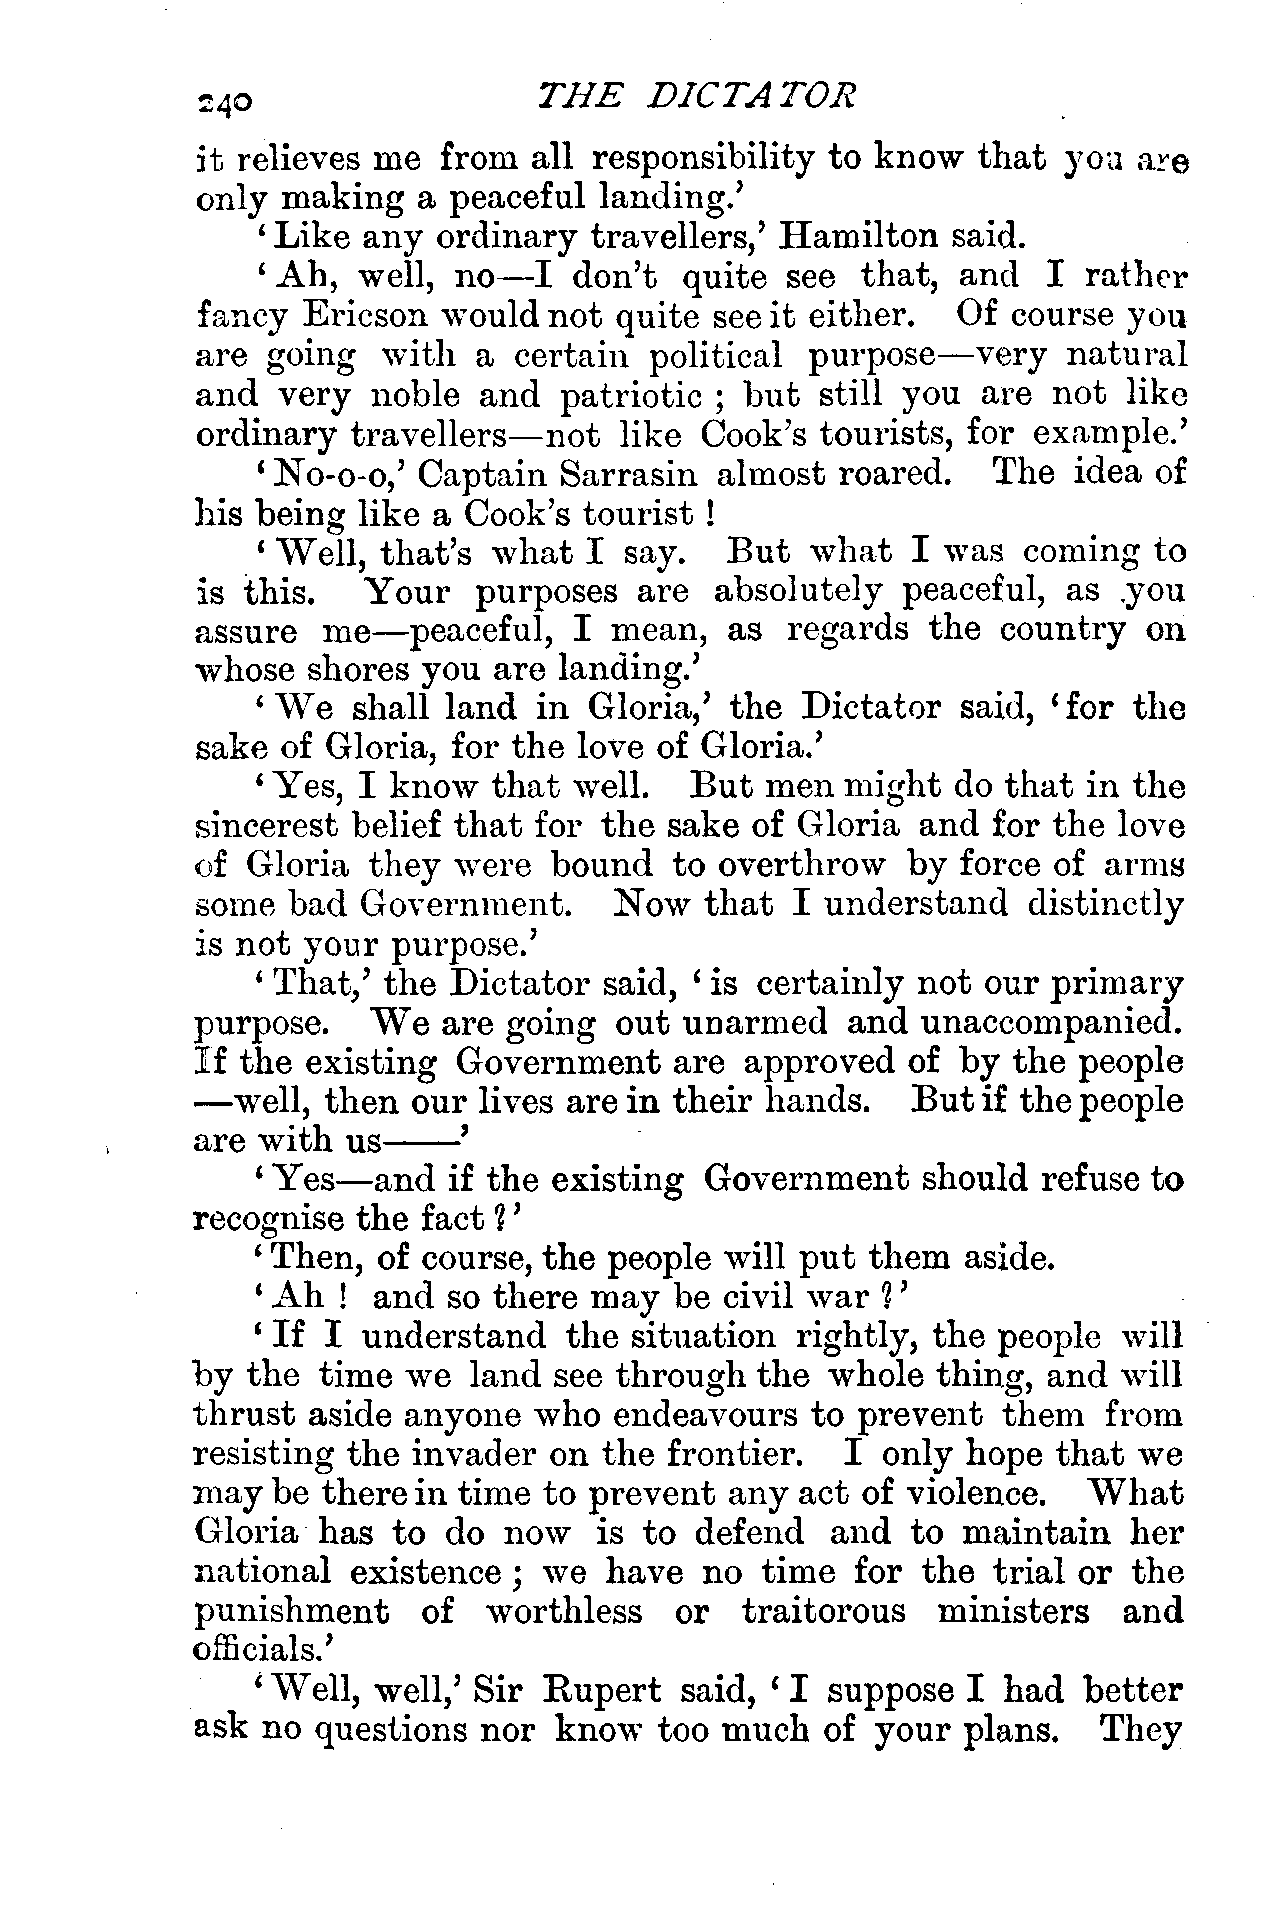 240 THE DICTATOR
it relieves me from all responsibility to know that you are
only making a peaceful landing.’
‘Like any ordinary travellers,’ Hamilton said.
‘Ah, well, no—I don't quite see that, and I rather
fancy Ericson would not quite see it either. Of course you
are going with a certain political purpose—very natural
and very noble and patriotic ; but still you are not like
ordinary travellers—not like Cook's tourists, for example.’
‘No-o-o,’ Captain Sarrasin almost roared. The idea of
his being like a Cook's tourist !
‘Well, that's what I say. But what I was coming to
is this. Your purposes are absolutely peaceful, as you
assure me—peaceful, I mean, as regards the country on
whose shores you are landing.’
‘We shall land in Gloria,’ the Dictator said, ‘for the
sake of Gloria, for the love of Gloria.’
‘Yes, I know that well. But men might do that in the
sincerest belief that for the sake of Gloria and for the love
of Gloria they were bound to overthrow by force of arms
some bad Government. Now that I understand distinctly
is not your purpose.’
‘That,’ the Dictator said, ‘is certainly not our primary
purpose. We are going out unarmed and unaccompanied.
If the existing Government are approved of by the people
—well, then our lives are in their hands. But if the people
are with us——’
‘Yes—and if the existing Government should refuse to
recognise the fact ?’
‘Then, of course, the people will put them aside.
‘Ah ! and so there may be civil war ?’
‘If I understand the situation rightly, the people will
by the time we land see through the whole thing, and will
thrust aside anyone who endeavours to prevent them from
resisting the invader on the frontier. I only hope that we
may be there in time to prevent any act of violence. What
Gloria has to do now is to defend and to maintain her
national existence ; we have no time for the trial or the
punishment of worthless or traitorous ministers and
officials.’
‘Well, well,’ Sir Rupert said, ‘I suppose I had better
ask no questions nor know too much of your plans. They